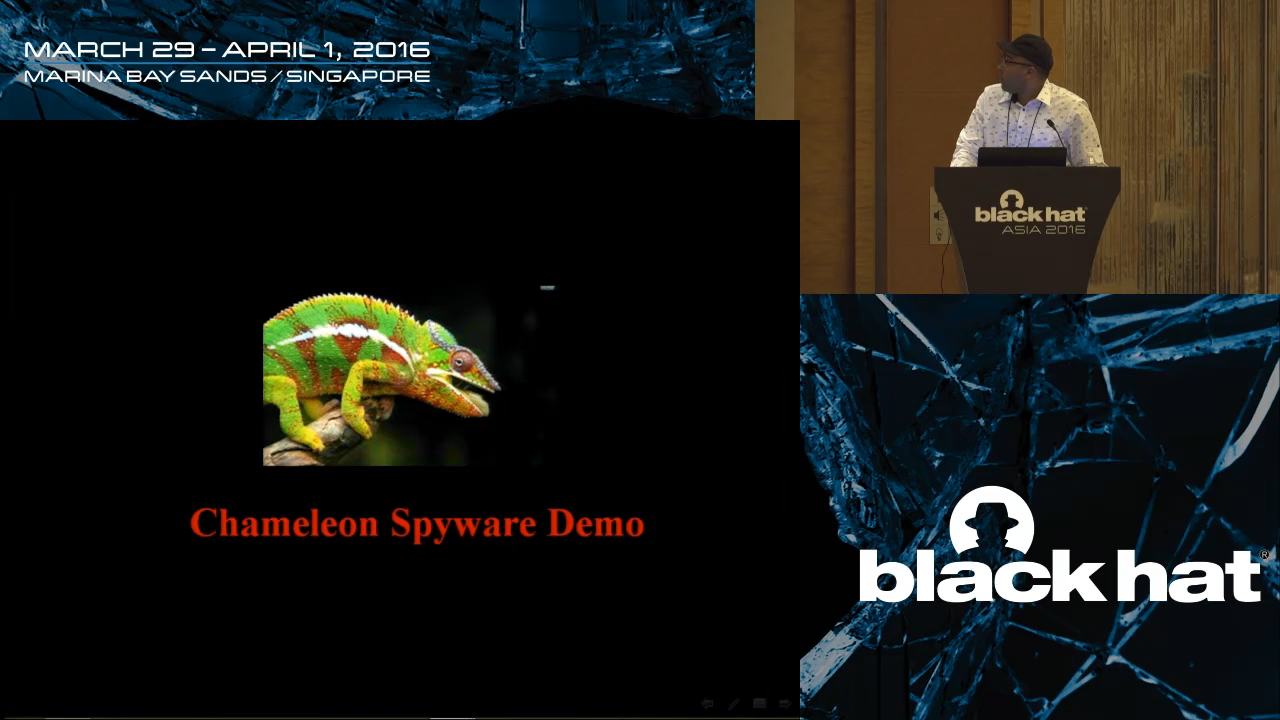 MARCH 29 – APRIL 1, 2016
MARINA BAY SANDS / SINGAPORE
black hat
ASIA 2016
Chameleon Spyware Demo
black hat®